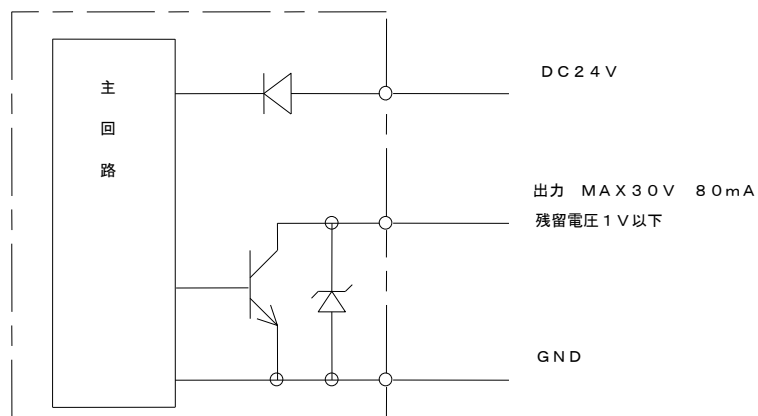 主
回
路
DC24V
出力 MAX30V 80mA
残留電圧1V以下
GND